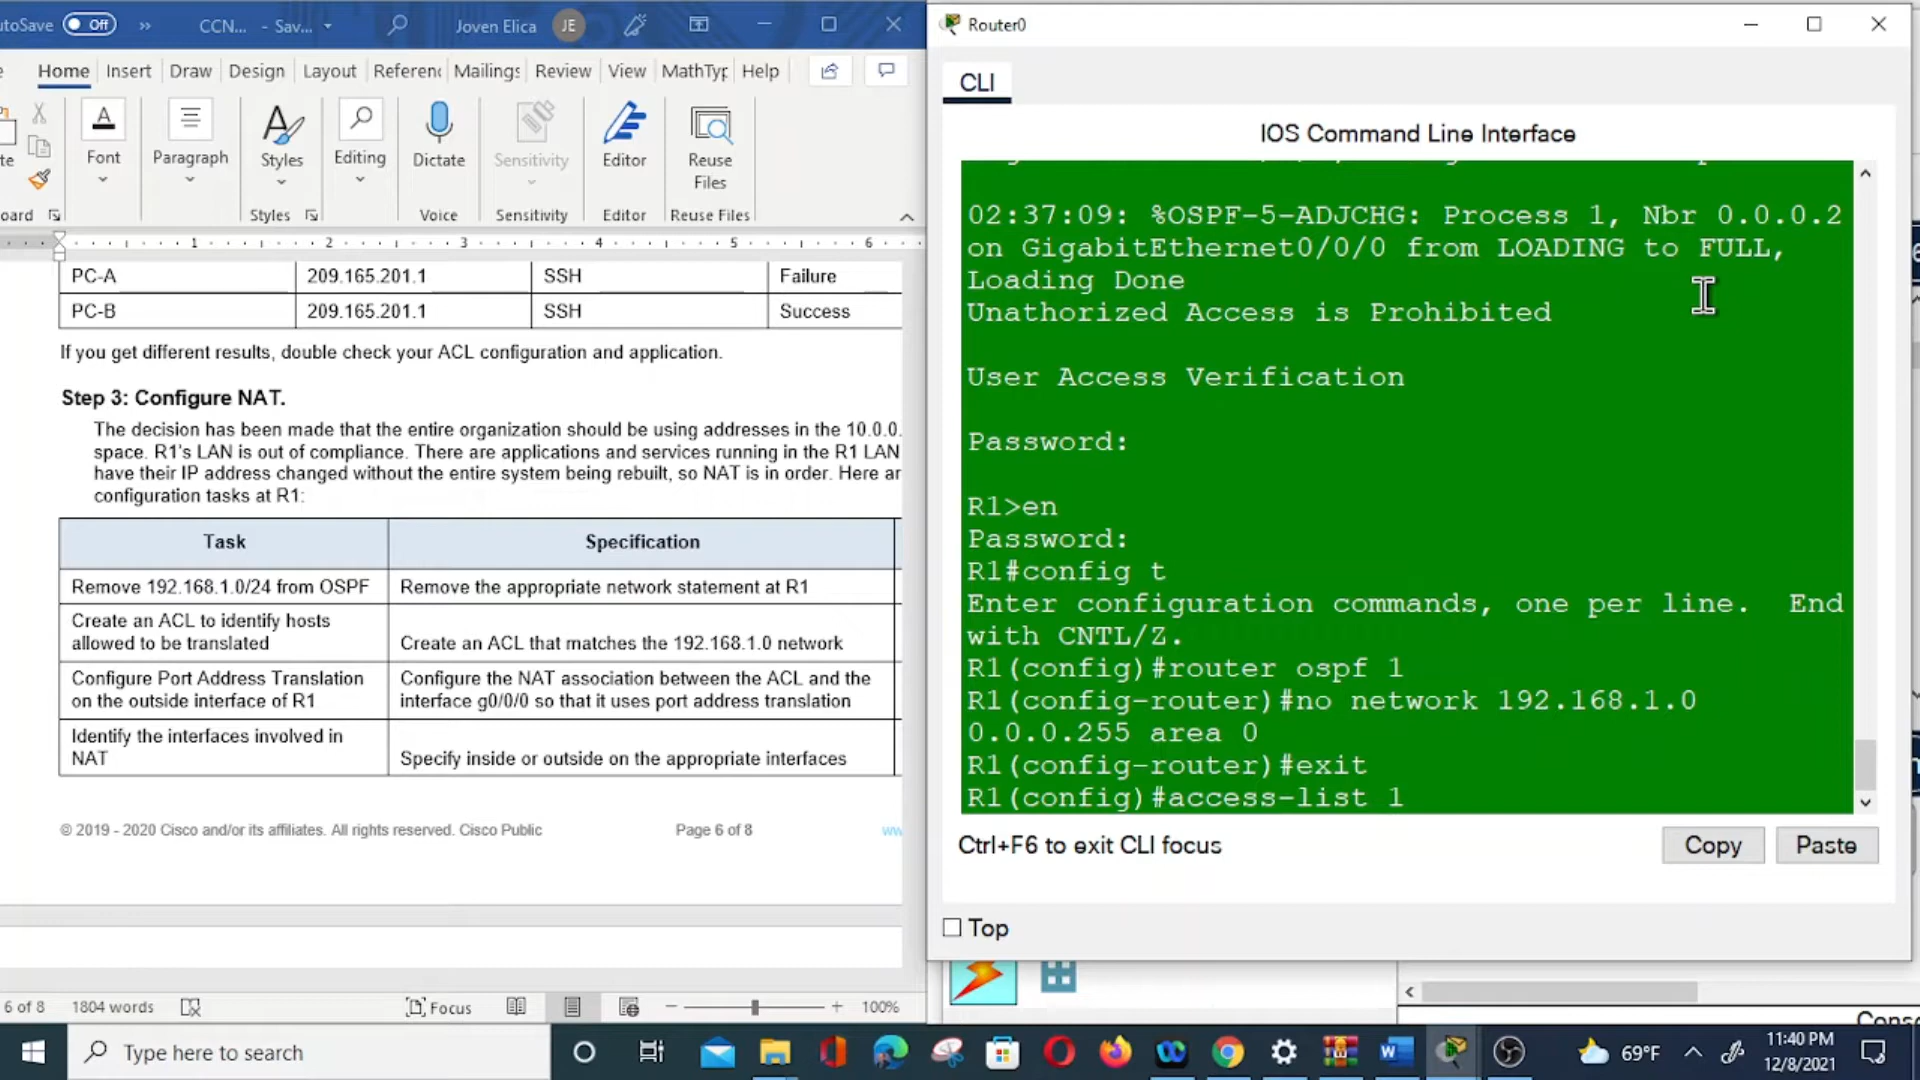 utoSave Off » CCN... - Sav... Joven Elica JE
Home Insert Draw Design Layout Referenc Mailings Review View MathTyp Help
Font
Paragraph
Styles
Editing
Dictate
Sensitivity
Editor
Reuse
Files
oard
Styles
Voice
Sensitivity
Editor
Reuse Files
1 2 3 4 5 6
PC-A 209.165.201.1 SSH Failure
PC-B 209.165.201.1 SSH Success
If you get different results, double check your ACL configuration and application.
Step 3: Configure NAT.
The decision has been made that the entire organization should be using addresses in the 10.0.0.
space. R1's LAN is out of compliance. There are applications and services running in the R1 LAN
have their IP address changed without the entire system being rebuilt, so NAT is in order. Here ar
configuration tasks at R1:
Task Specification
Remove 192.168.1.0/24 from OSPF Remove the appropriate network statement at R1
Create an ACL to identify hosts
allowed to be translated
Create an ACL that matches the 192.168.1.0 network
Configure Port Address Translation
on the outside interface of R1
Configure the NAT association between the ACL and the
interface g0/0/0 so that it uses port address translation
Identify the interfaces involved in
NAT
Specify inside or outside on the appropriate interfaces
© 2019 - 2020 Cisco and/or its affiliates. All rights reserved. Cisco Public Page 6 of 8 ww
6 of 8 1804 words Focus 100%
Router0
CLI
IOS Command Line Interface
02:37:09: %OSPF-5-ADJCHG: Process 1, Nbr 0.0.0.2
on GigabitEthernet0/0/0 from LOADING to FULL,
Loading Done
Unathorized Access is Prohibited
User Access Verification
Password:
R1>en
Password:
R1#config t
Enter configuration commands, one per line. End
with CNTL/Z.
R1(config)#router ospf 1
R1(config-router)#no network 192.168.1.0
0.0.0.255 area 0
R1(config-router)#exit
R1(config)#access-list 1
Ctrl+F6 to exit CLI focus
Copy Paste
Top
Type here to search
69°F
11:40 PM
12/8/2021